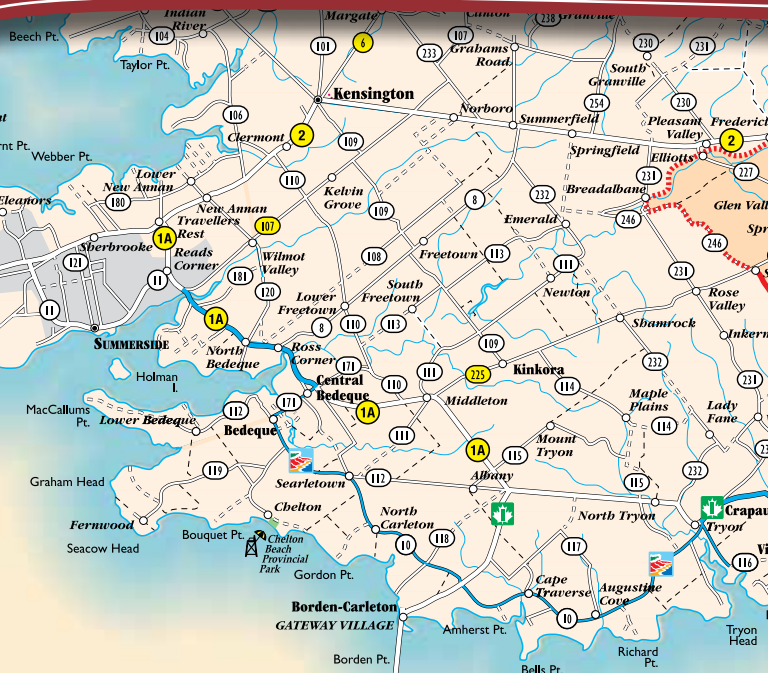 Indian
River
Margate
Canton
238
Granville
Beech Pt.
104
101
6
107
233
Grahams
Road
230
231
Taylor Pt.
South
Granville
Kensington
106
254
230
Norboro
Summerfield
Pleasant
Valley
Frederick
2
Clermont
2
109
Springfield
Elliotts
rnt Pt.
Webber Pt.
227
Lower
New Annan
110
Kelvin
Grove
Breadalbane
231
Eleanors
180
8
232
Glen Vall
New Annan
109
246
Travellers
Rest
107
Emerald
Spr
1A
Sherbrooke
246
Reads
Corner
Wilmot
Valley
108
Freetown
113
121
11
181
111
231
South
Freetown
Newton
Rose
Valley
120
Lower
Freetown
11
1A
8
110
113
Shamrock
Inkerm
SUMMERSIDE
North
Bedeque
Ross
Corner
109
232
Holman
I.
171
Kinkora
225
111
231
Central
Bedeque
110
114
Maple
Plains
MacCallums
Pt.
Lower Bedeque
112
171
1A
Middleton
Lady
Fane
Bedeque
111
Mount
Tryon
114
1A
115
Searletown
119
112
Albany
232
Graham Head
115
Chelton
North
Carleton
North Tryon
Crapau
Fernwood
Tryon
Seacow Head
Bouquet Pt.
Chelton
Beach
Provincial
Park
10
118
117
Vi
116
Gordon Pt.
Cape
Traverse
Augustine
Cove
Borden-Carleton
GATEWAY VILLAGE
10
Amherst Pt.
Tryon
Head
Borden Pt.
Richard
Pt.
Bells Pt.